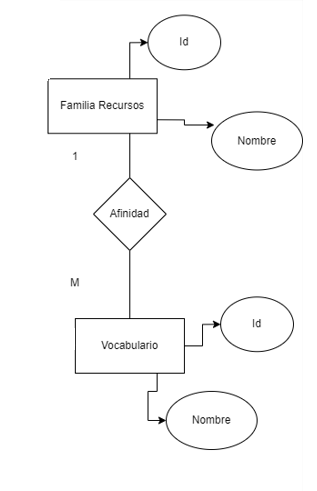 Id
Familia Recursos
Nombre
1
Afinidad
M
Id
Vocabulario
Nombre